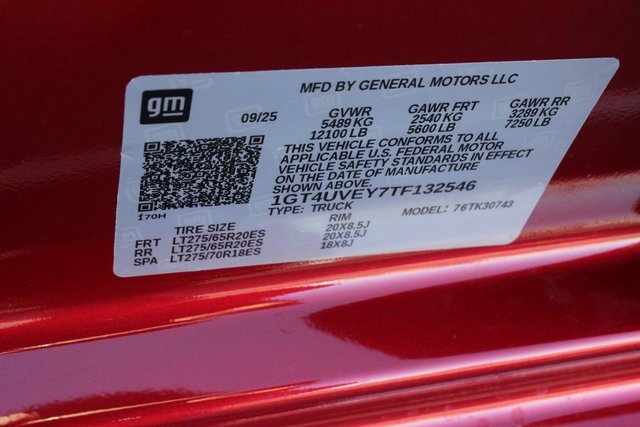 MFD BY GENERAL MOTORS LLC
gm
09/25
GVWR GAWR FRT GAWR RR
5489 KG 2540 KG 3289 KG
12100 LB 5600 LB 7250 LB
THIS VEHICLE CONFORMS TO ALL
APPLICABLE U.S. FEDERAL MOTOR
VEHICLE SAFETY STANDARDS IN EFFECT
ON THE DATE OF MANUFACTURE
SHOWN ABOVE.
1GT4UVEY7TF132546
170H
TYPE: TRUCK MODEL: 76TK30743
TIRE SIZE RIM
FRT LT275/65R20ES 20X8.5J
RR LT275/65R20ES 20X8.5J
SPA LT275/70R18ES 18X8J